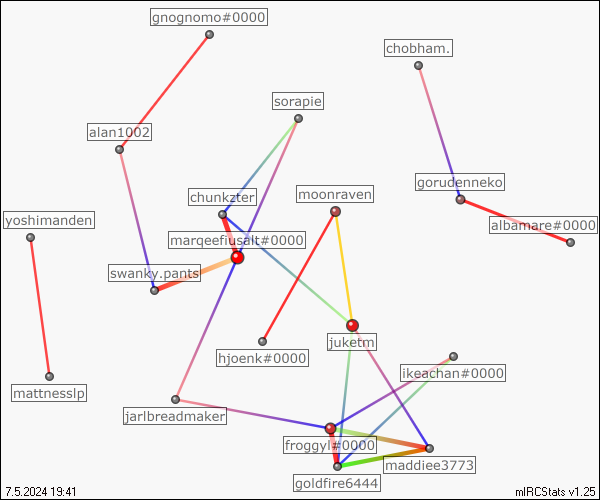 gnognomo#0000
chobham.
sorapie
alan1002
gorudenneko
chunkzter
moonraven
yoshimanden
albamare#0000
marqeefiusalt#0000
swanky.pants
juketm
hjoenk#0000
ikeachan#0000
mattnesslp
jarlbreadmaker
froggyl#0000
maddiee3773
goldfire6444
7.5.2024 19:41
mIRCStats v1.25